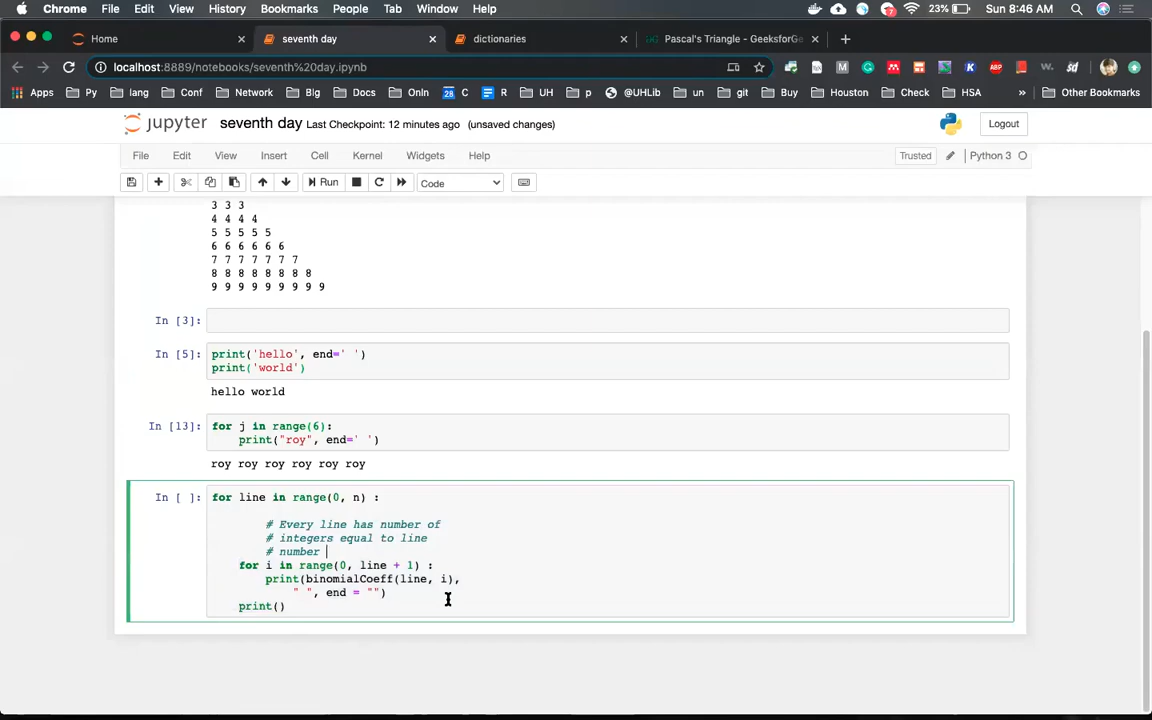 Chrome File Edit View History Bookmarks People Tab Window Help 7 23% Sun 8:46 AM
Home seventh day dictionaries Pascal's Triangle - GeeksforGe
localhost:8889/notebooks/seventh%20day.ipynb
Apps Py lang Conf Network Big Docs OnIn 28 C R UH p @UHLib un git Buy Houston Check HSA » Other Bookmarks
jupyter seventh day Last Checkpoint: 12 minutes ago (unsaved changes) Logout
File Edit View Insert Cell Kernel Widgets Help Trusted Python 3
Run Code
3 3 3
4 4 4 4
5 5 5 5 5
6 6 6 6 6 6
7 7 7 7 7 7 7
8 8 8 8 8 8 8 8
9 9 9 9 9 9 9 9 9
In [3]:
In [5]: print('hello', end=' ')
print('world')
hello world
In [13]: for j in range(6):
print("roy", end=' ')
roy roy roy roy roy roy
In [ ]: for line in range(0, n) :
# Every line has number of
# integers equal to line
# number
for i in range(0, line + 1) :
print(binomialCoeff(line, i),
" ", end = "")
print()